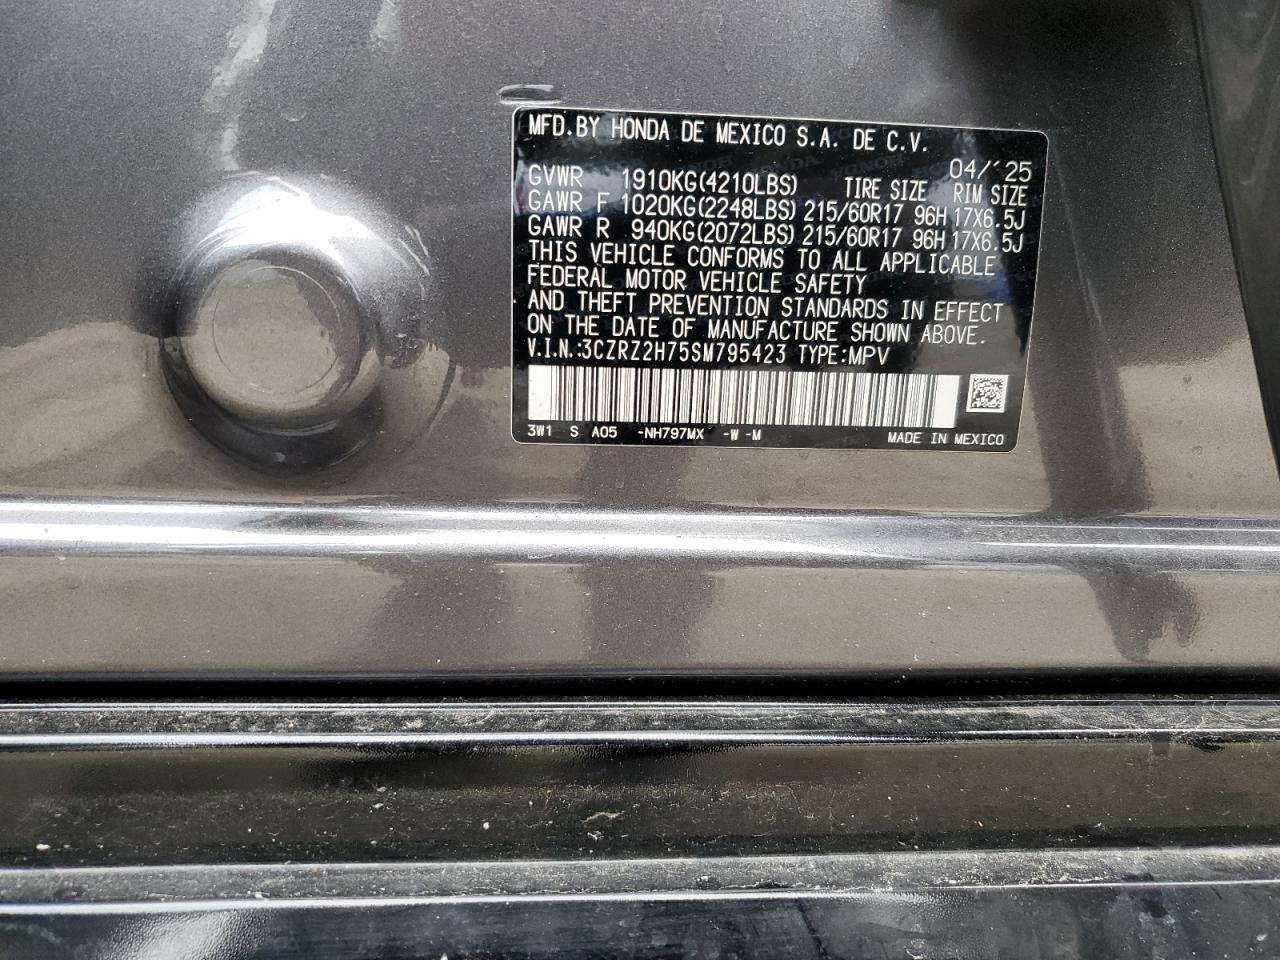 MFD.BY HONDA DE MEXICO S.A. DE C.V.
04/'25
GVWR 1910KG(4210LBS) TIRE SIZE RIM SIZE
GAWR F 1020KG(2248LBS) 215/60R17 96H 17X6.5J
GAWR R 940KG(2072LBS) 215/60R17 96H 17X6.5J
THIS VEHICLE CONFORMS TO ALL APPLICABLE
FEDERAL MOTOR VEHICLE SAFETY
AND THEFT PREVENTION STANDARDS IN EFFECT
ON THE DATE OF MANUFACTURE SHOWN ABOVE.
V.I.N.:3CZRZ2H75SM795423 TYPE:MPV
3W1 S A05 -NH797MX -W -M MADE IN MEXICO